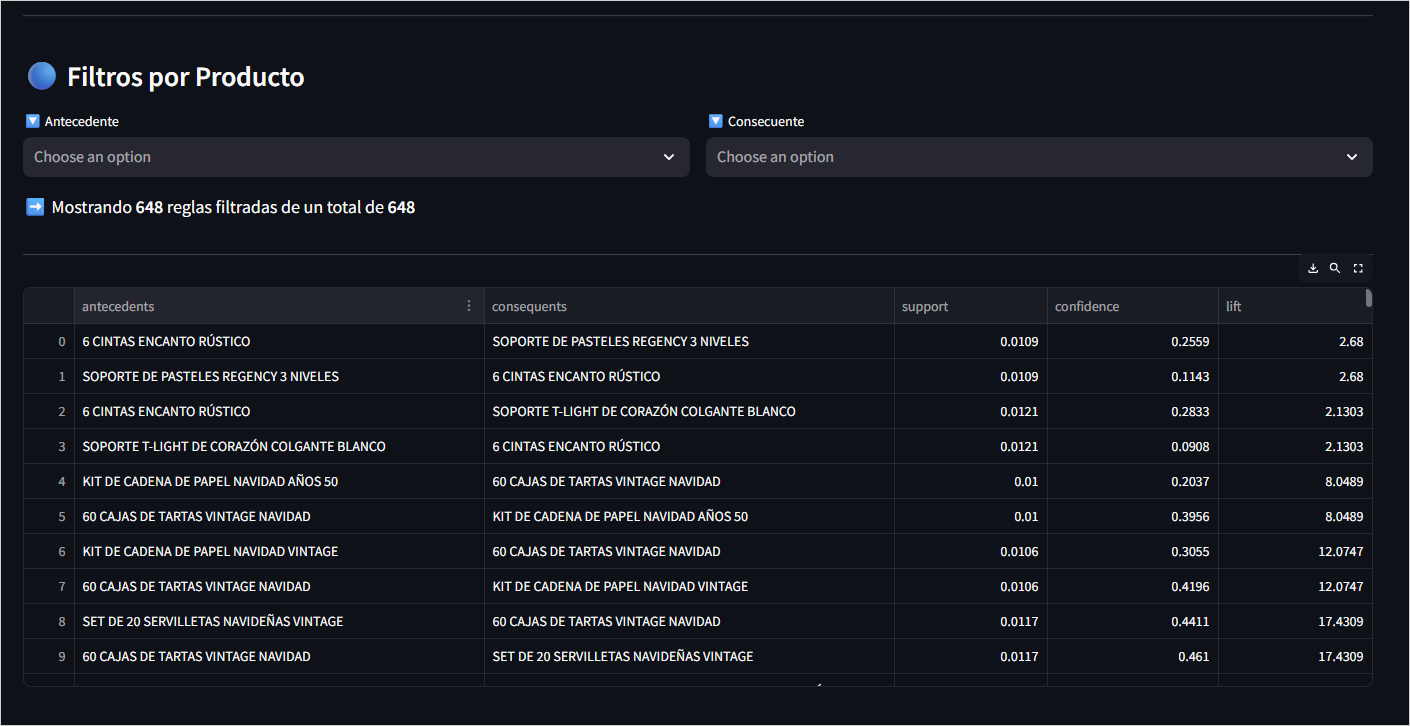 Filtros por Producto
Antecedente Consecuente
Choose an option Choose an option
Mostrando 648 reglas filtradas de un total de 648
antecedents consequents support confidence lift
0 6 CINTAS ENCANTO RÚSTICO SOPORTE DE PASTELES REGENCY 3 NIVELES 0.0109 0.2559 2.68
1 SOPORTE DE PASTELES REGENCY 3 NIVELES 6 CINTAS ENCANTO RÚSTICO 0.0109 0.1143 2.68
2 6 CINTAS ENCANTO RÚSTICO SOPORTE T-LIGHT DE CORAZÓN COLGANTE BLANCO 0.0121 0.2833 2.1303
3 SOPORTE T-LIGHT DE CORAZÓN COLGANTE BLANCO 6 CINTAS ENCANTO RÚSTICO 0.0121 0.0908 2.1303
4 KIT DE CADENA DE PAPEL NAVIDAD AÑOS 50 60 CAJAS DE TARTAS VINTAGE NAVIDAD 0.01 0.2037 8.0489
5 60 CAJAS DE TARTAS VINTAGE NAVIDAD KIT DE CADENA DE PAPEL NAVIDAD AÑOS 50 0.01 0.3956 8.0489
6 KIT DE CADENA DE PAPEL NAVIDAD VINTAGE 60 CAJAS DE TARTAS VINTAGE NAVIDAD 0.0106 0.3055 12.0747
7 60 CAJAS DE TARTAS VINTAGE NAVIDAD KIT DE CADENA DE PAPEL NAVIDAD VINTAGE 0.0106 0.4196 12.0747
8 SET DE 20 SERVILLETAS NAVIDEÑAS VINTAGE 60 CAJAS DE TARTAS VINTAGE NAVIDAD 0.0117 0.4411 17.4309
9 60 CAJAS DE TARTAS VINTAGE NAVIDAD SET DE 20 SERVILLETAS NAVIDEÑAS VINTAGE 0.0117 0.461 17.4309